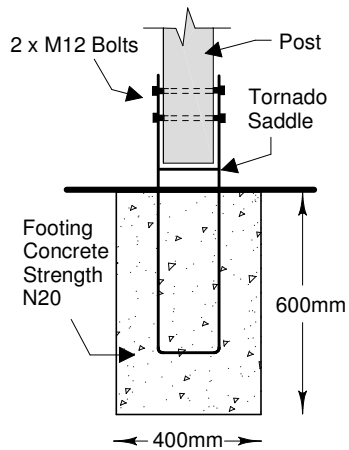 2 x M12 Bolts
Post
Tornado
Saddle
Footing
Concrete
Strength
N20
600mm
400mm